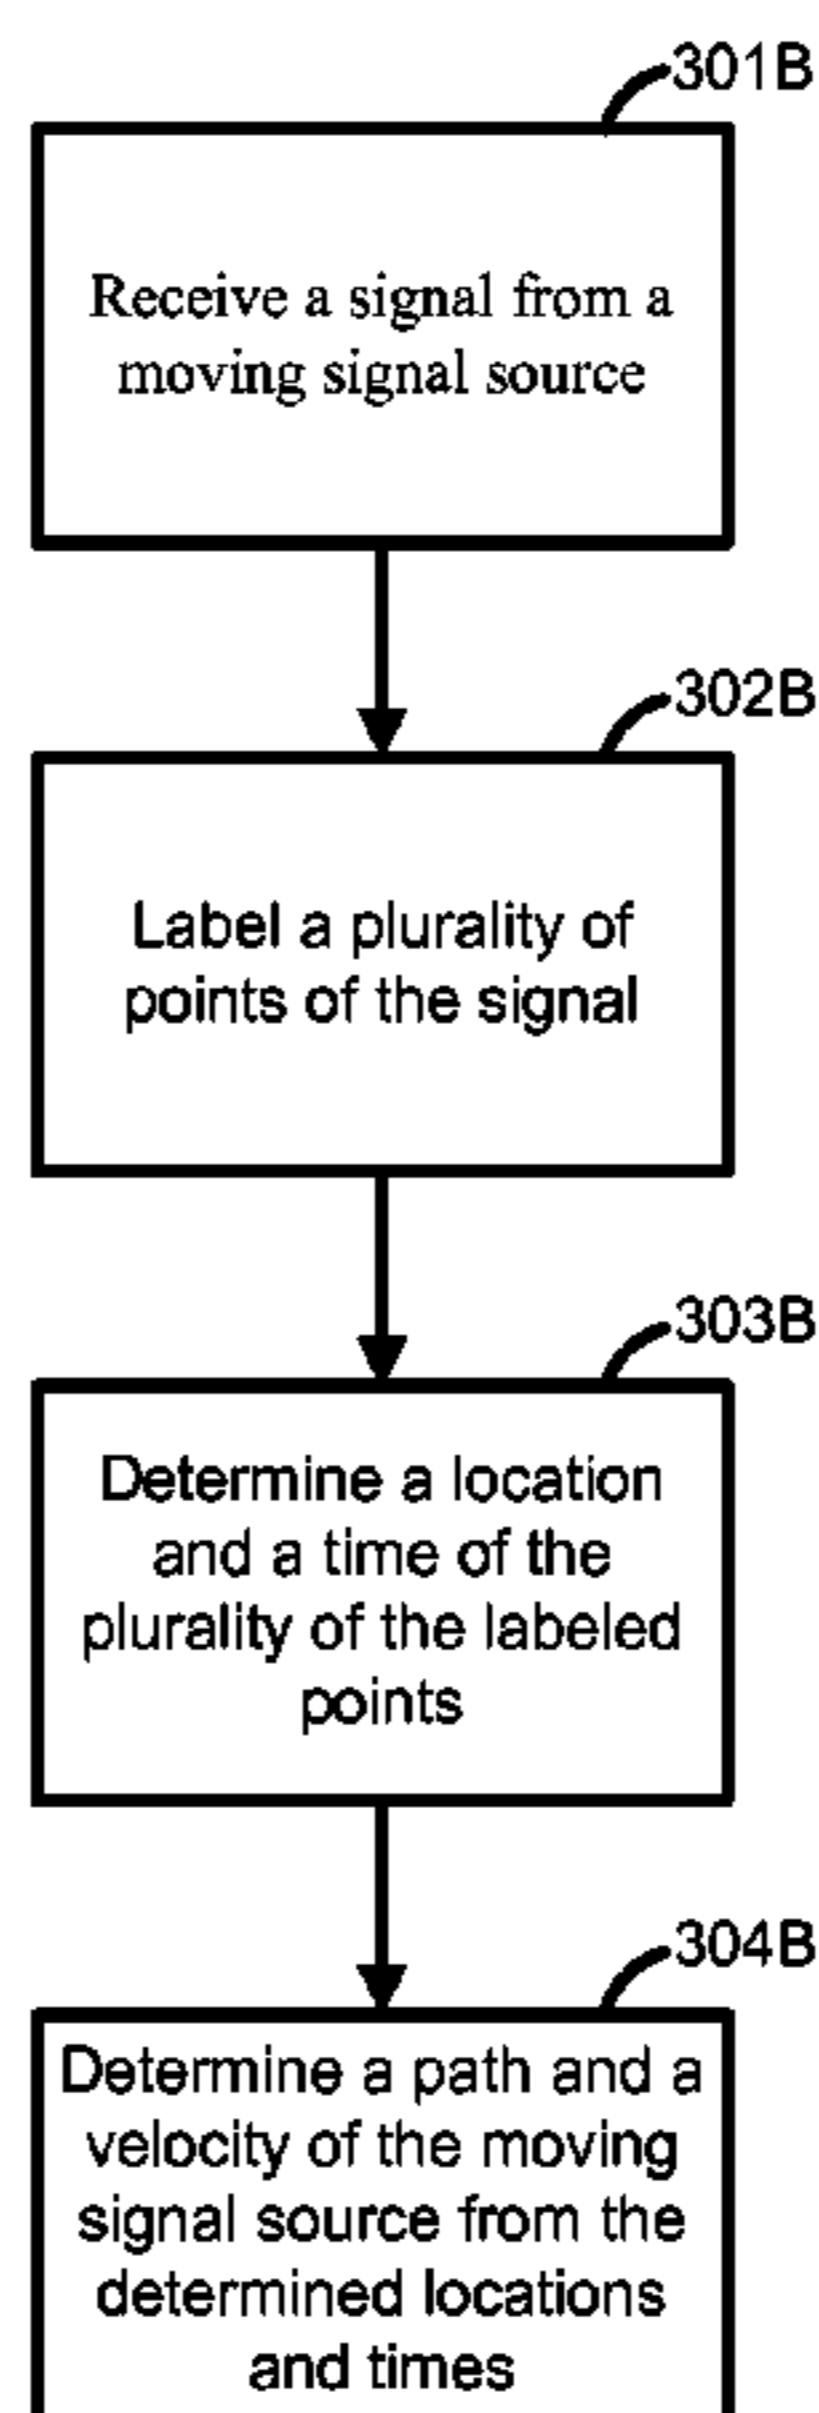 301B
Receive a signal from a
moving signal source
302B
Label a plurality of
points of the signal
303B
Determine a location
and a time of the
plurality of the labeled
points
304B
Determine a path and a
velocity of the moving
signal source from the
determined locations
and times